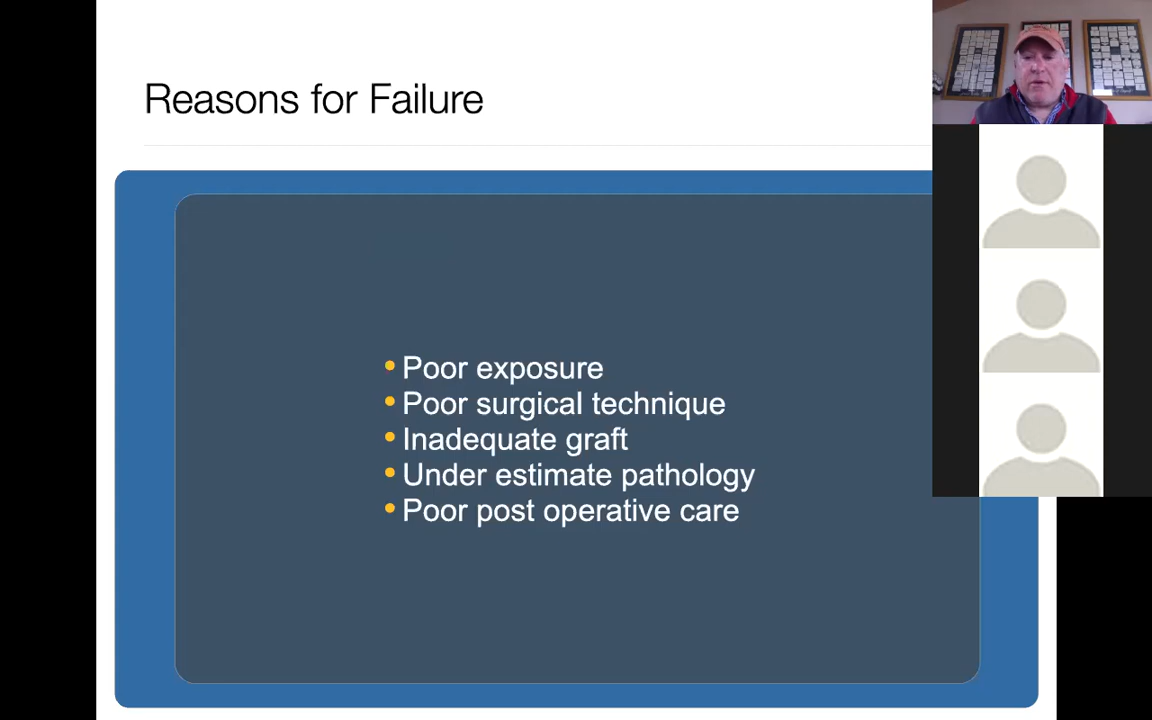 Reasons for Failure
• Poor exposure
• Poor surgical technique
• Inadequate graft
• Under estimate pathology
• Poor post operative care